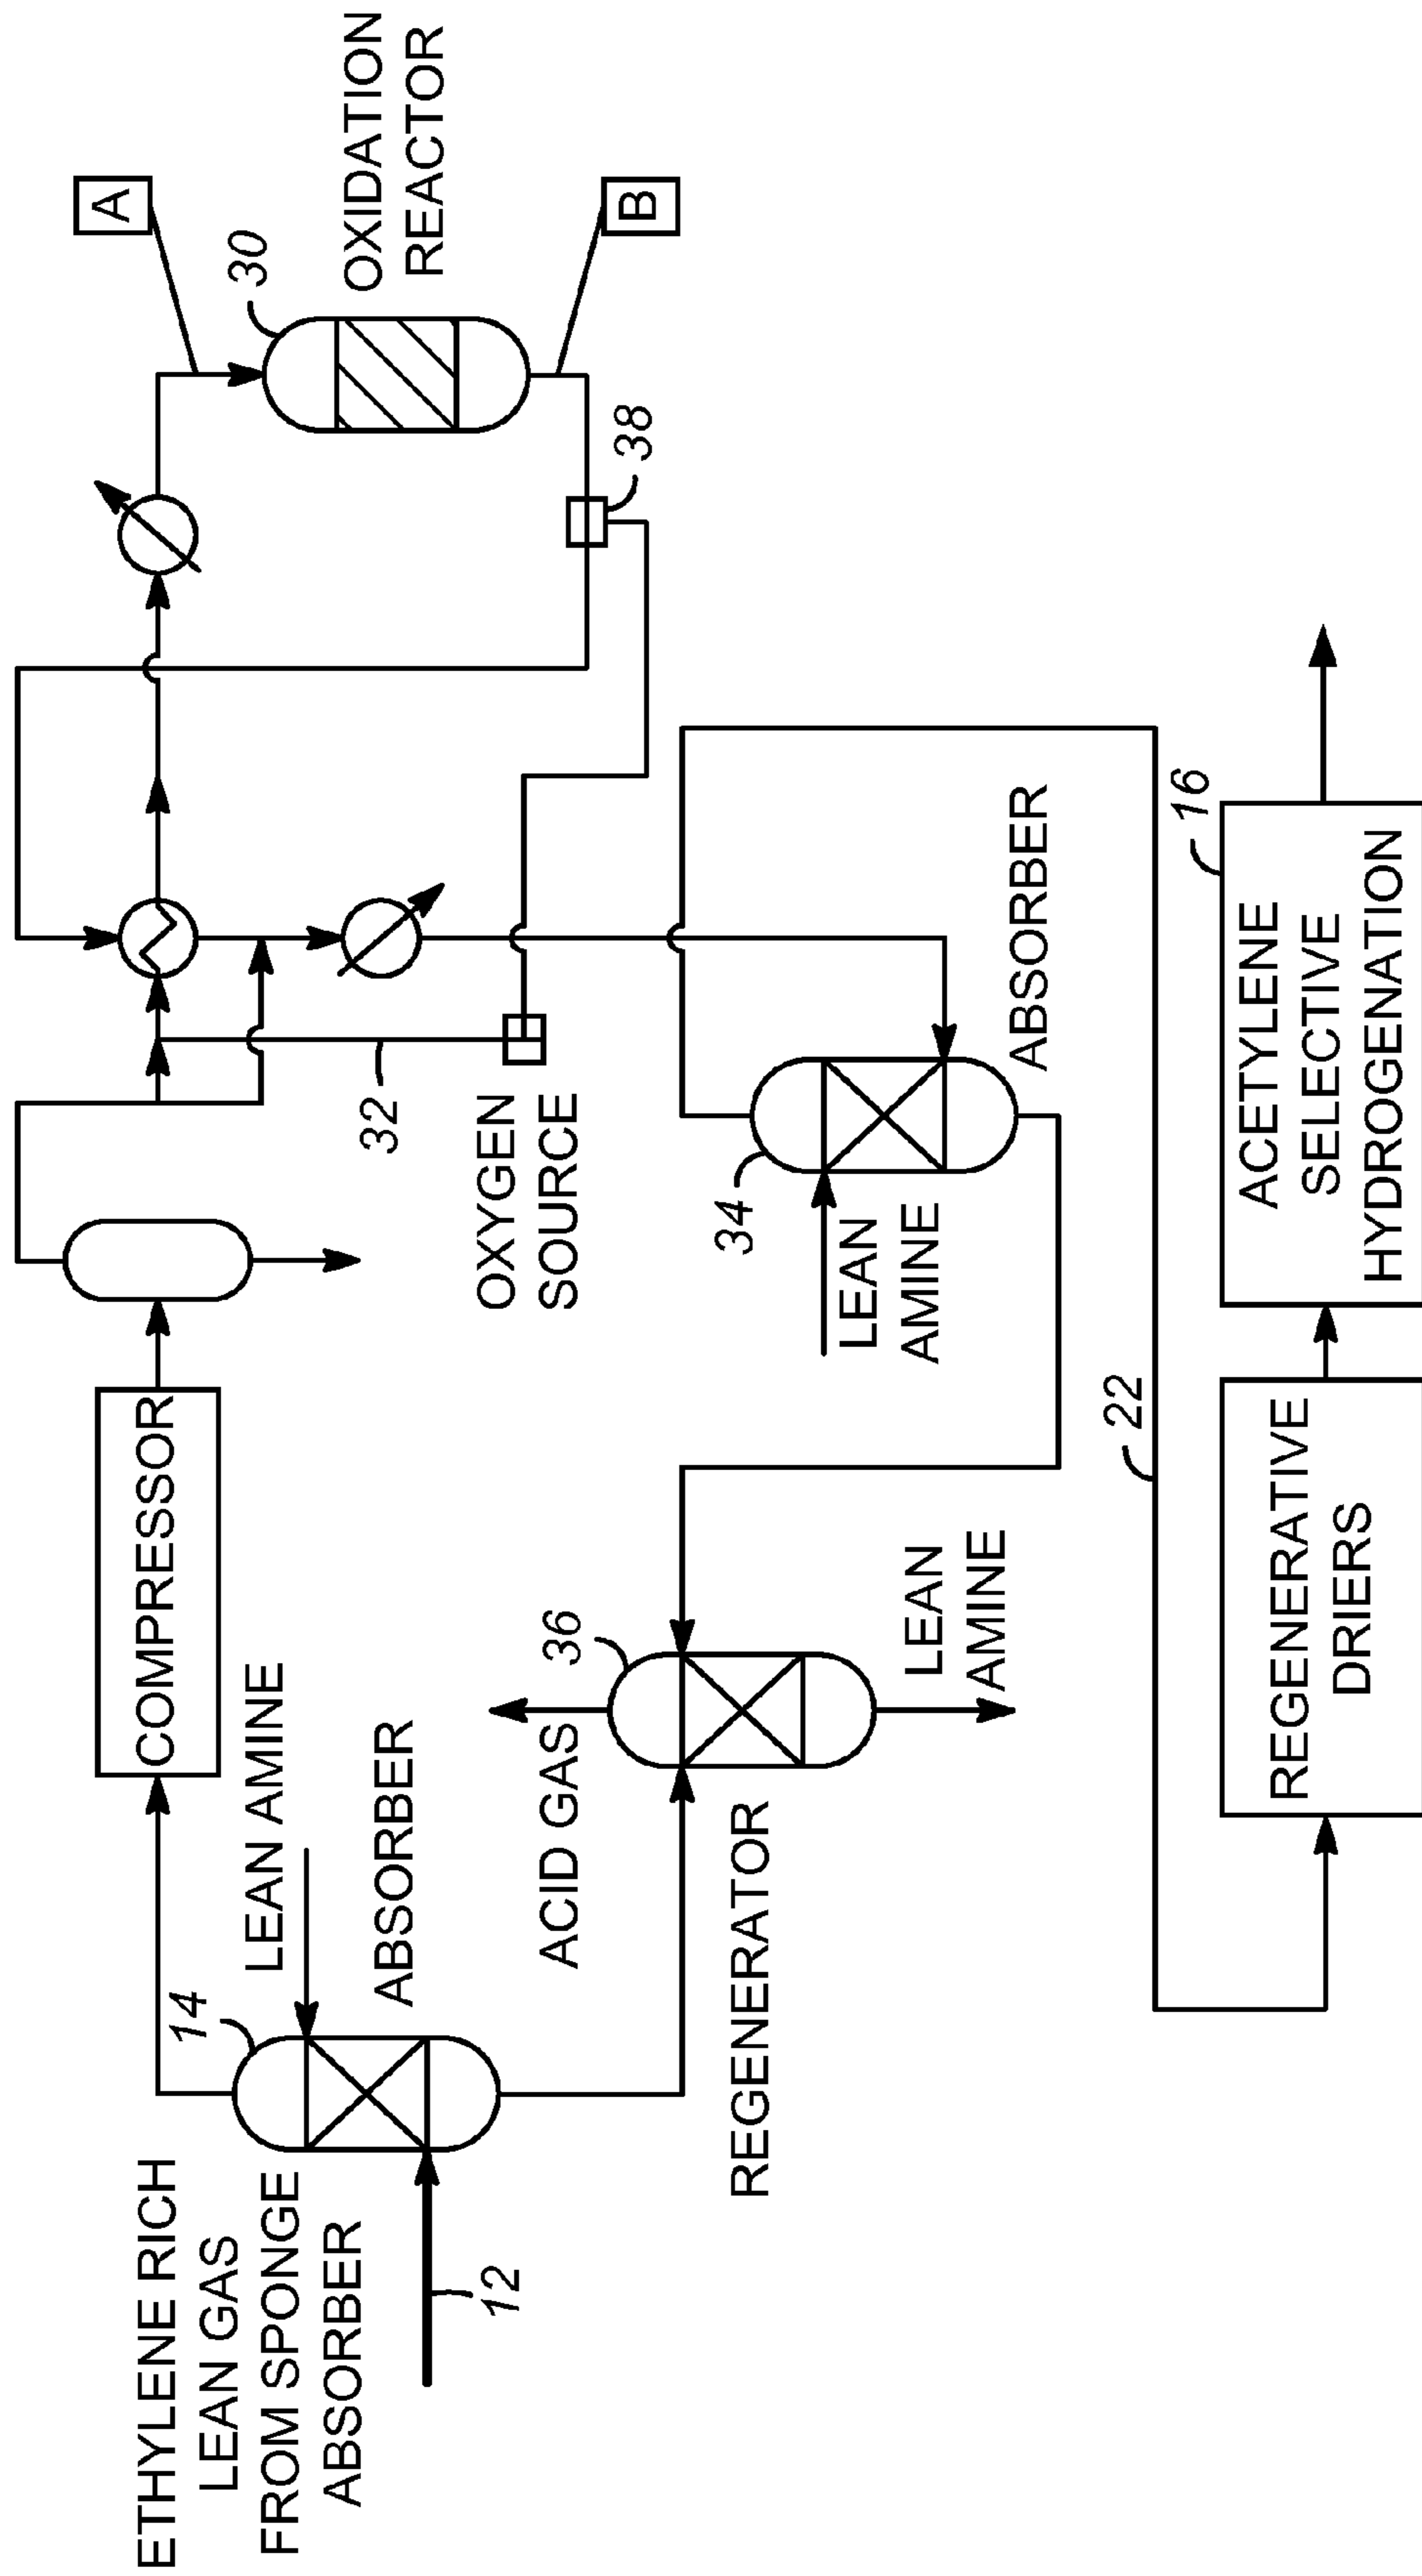 ETHYLENE RICH
LEAN GAS
FROM SPONGE
ABSORBER
12
14
LEAN AMINE
ABSORBER
COMPRESSOR
32
OXYGEN
SOURCE
A
30
OXIDATION
REACTOR
B
38
REGENERATOR
ACID GAS
36
LEAN
AMINE
34
LEAN
AMINE
ABSORBER
22
REGENERATIVE
DRIERS
16
ACETYLENE
SELECTIVE
HYDROGENATION